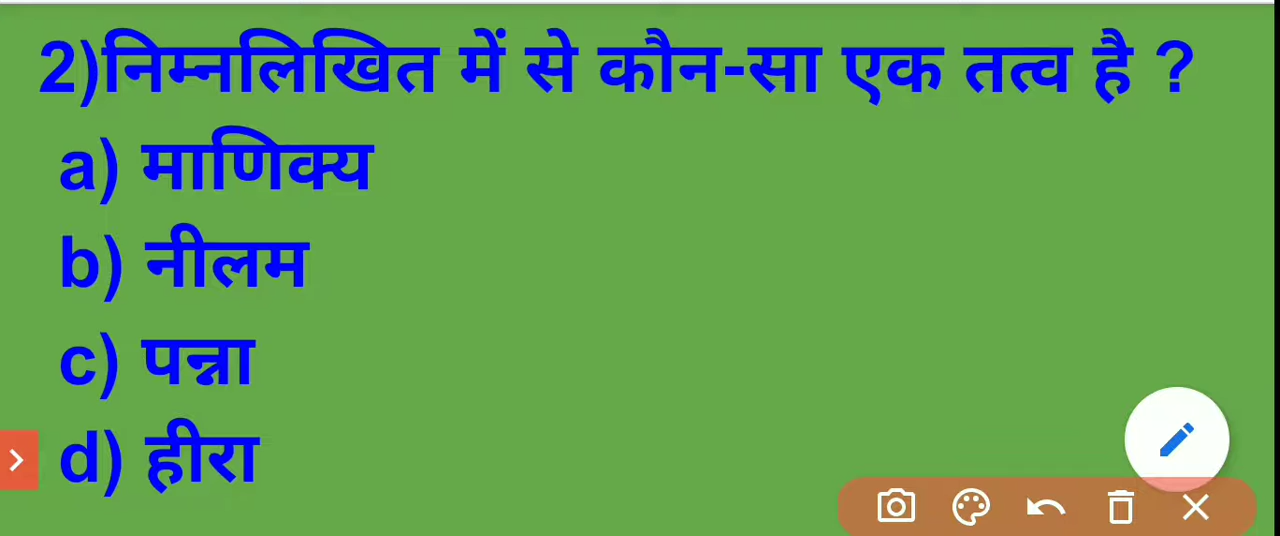 2)निम्नलिखित में से कौन-सा एक तत्व है ?
a) माणिक्य
b) नीलम
c) पन्ना
d) हीरा